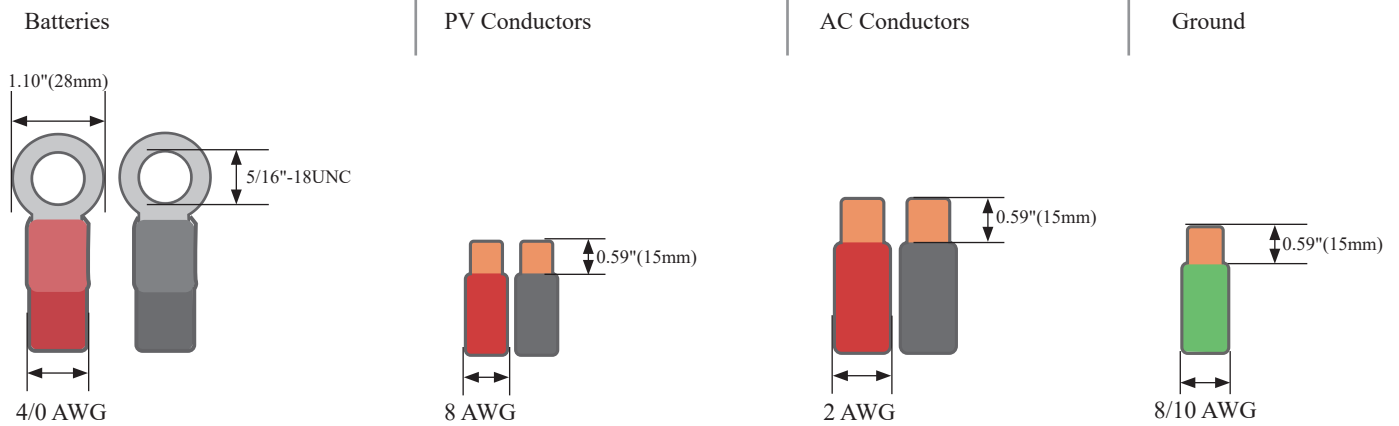 Batteries
PV Conductors
AC Conductors
Ground
1.10"(28mm)
5/16"-18UNC
0.59"(15mm)
0.59"(15mm)
0.59"(15mm)
4/0 AWG
8 AWG
2 AWG
8/10 AWG